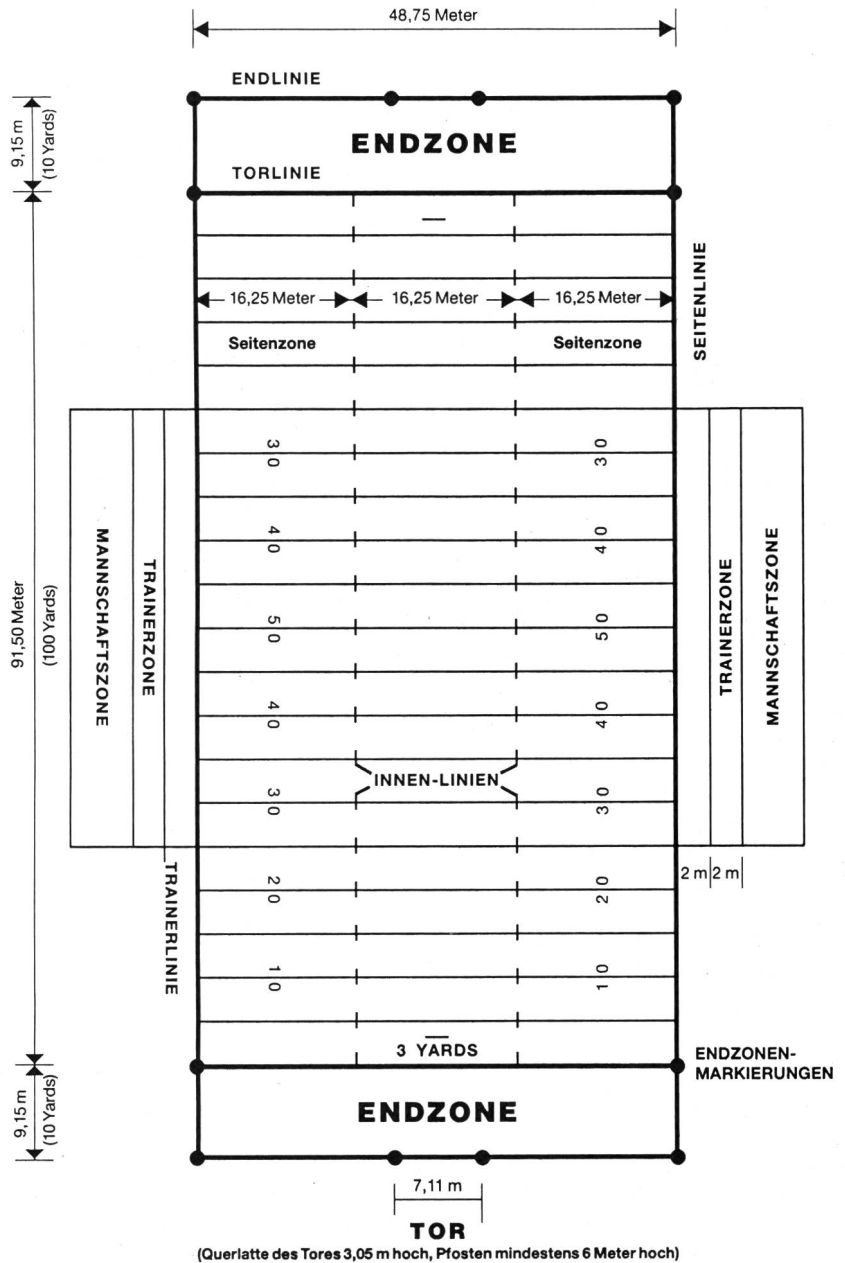 48,75 Meter
ENDLINIE
9,15 m
(10 Yards)
ENDZONE
TORLINIE
16,25 Meter
16,25 Meter
16,25 Meter
SEITENLINIE
Seitenzone
Seitenzone
30
30
40
40
50
50
40
40
30
30
20
20
10
10
91,50 Meter
(100 Yards)
MANNSCHAFTSZONE
TRAINERZONE
TRAINERZONE
MANNSCHAFTSZONE
INNEN-LINIEN
TRAINERLINIE
2 m
2 m
3 YARDS
ENDZONEN-
MARKIERUNGEN
9,15 m
(10 Yards)
ENDZONE
7,11 m
TOR
(Querlatte des Tores 3,05 m hoch, Pfosten mindestens 6 Meter hoch)